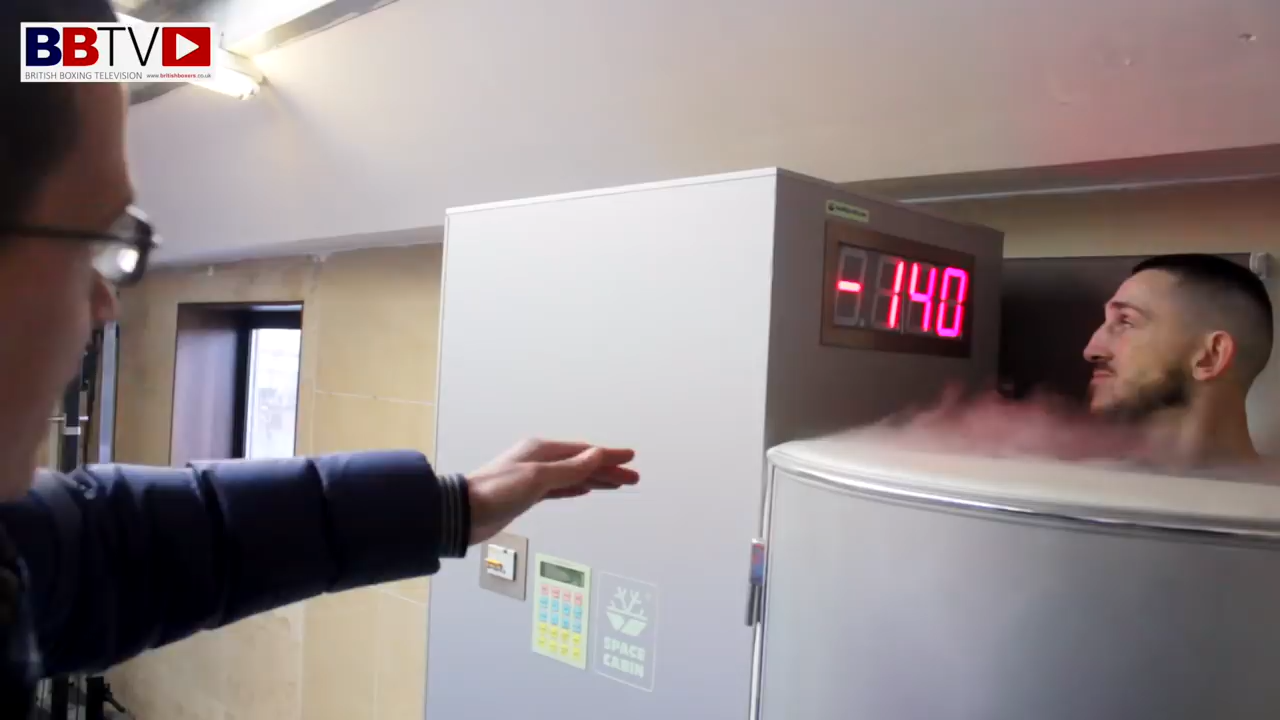 BBTV
BRITISH BOXING TELEVISION www.britishboxers.co.uk
-140
SPACE
CABIN